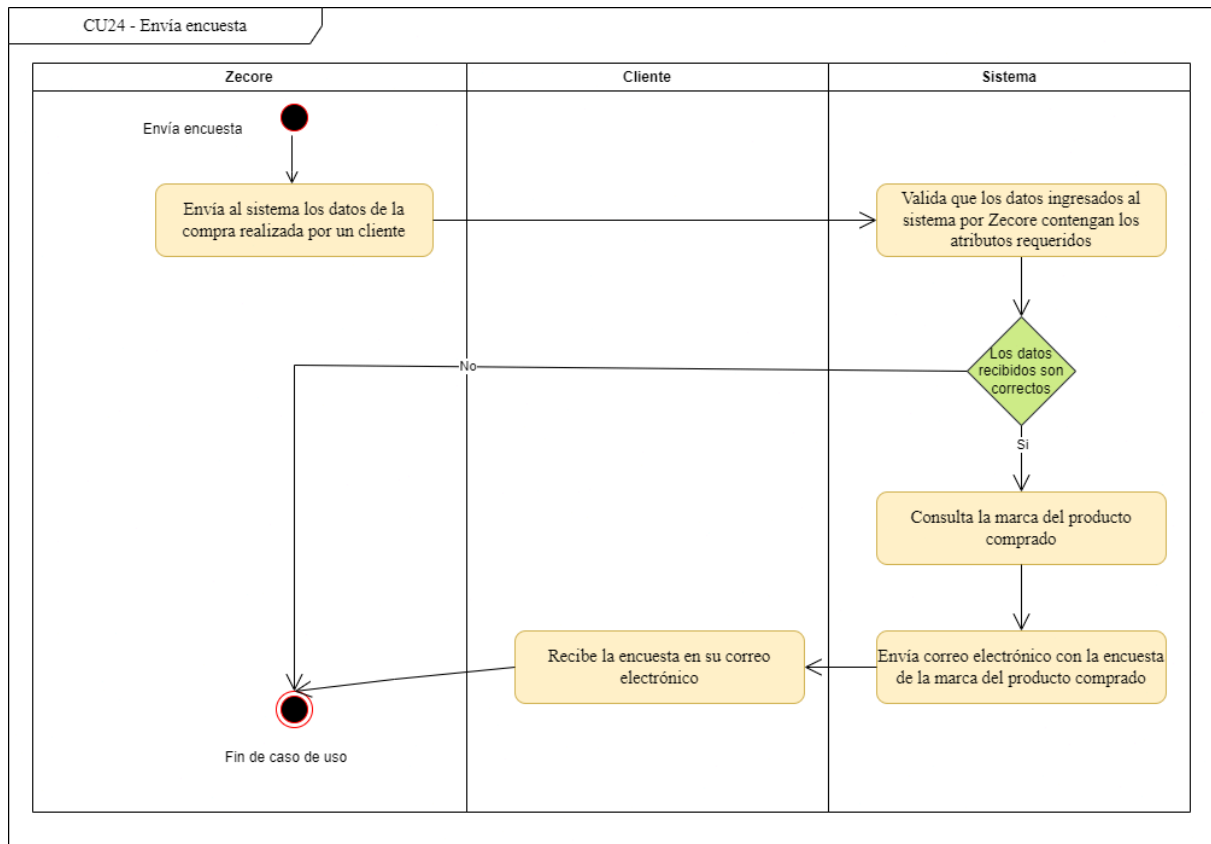 CU24 - Envía encuesta
Zecore
Cliente
Sistema
Envía encuesta
Envía al sistema los datos de la
compra realizada por un cliente
Valida que los datos ingresados al
sistema por Zecore contengan los
atributos requeridos
Los datos
recibidos son
correctos
No
Si
Consulta la marca del producto
comprado
Envía correo electrónico con la encuesta
de la marca del producto comprado
Recibe la encuesta en su correo
electrónico
Fin de caso de uso